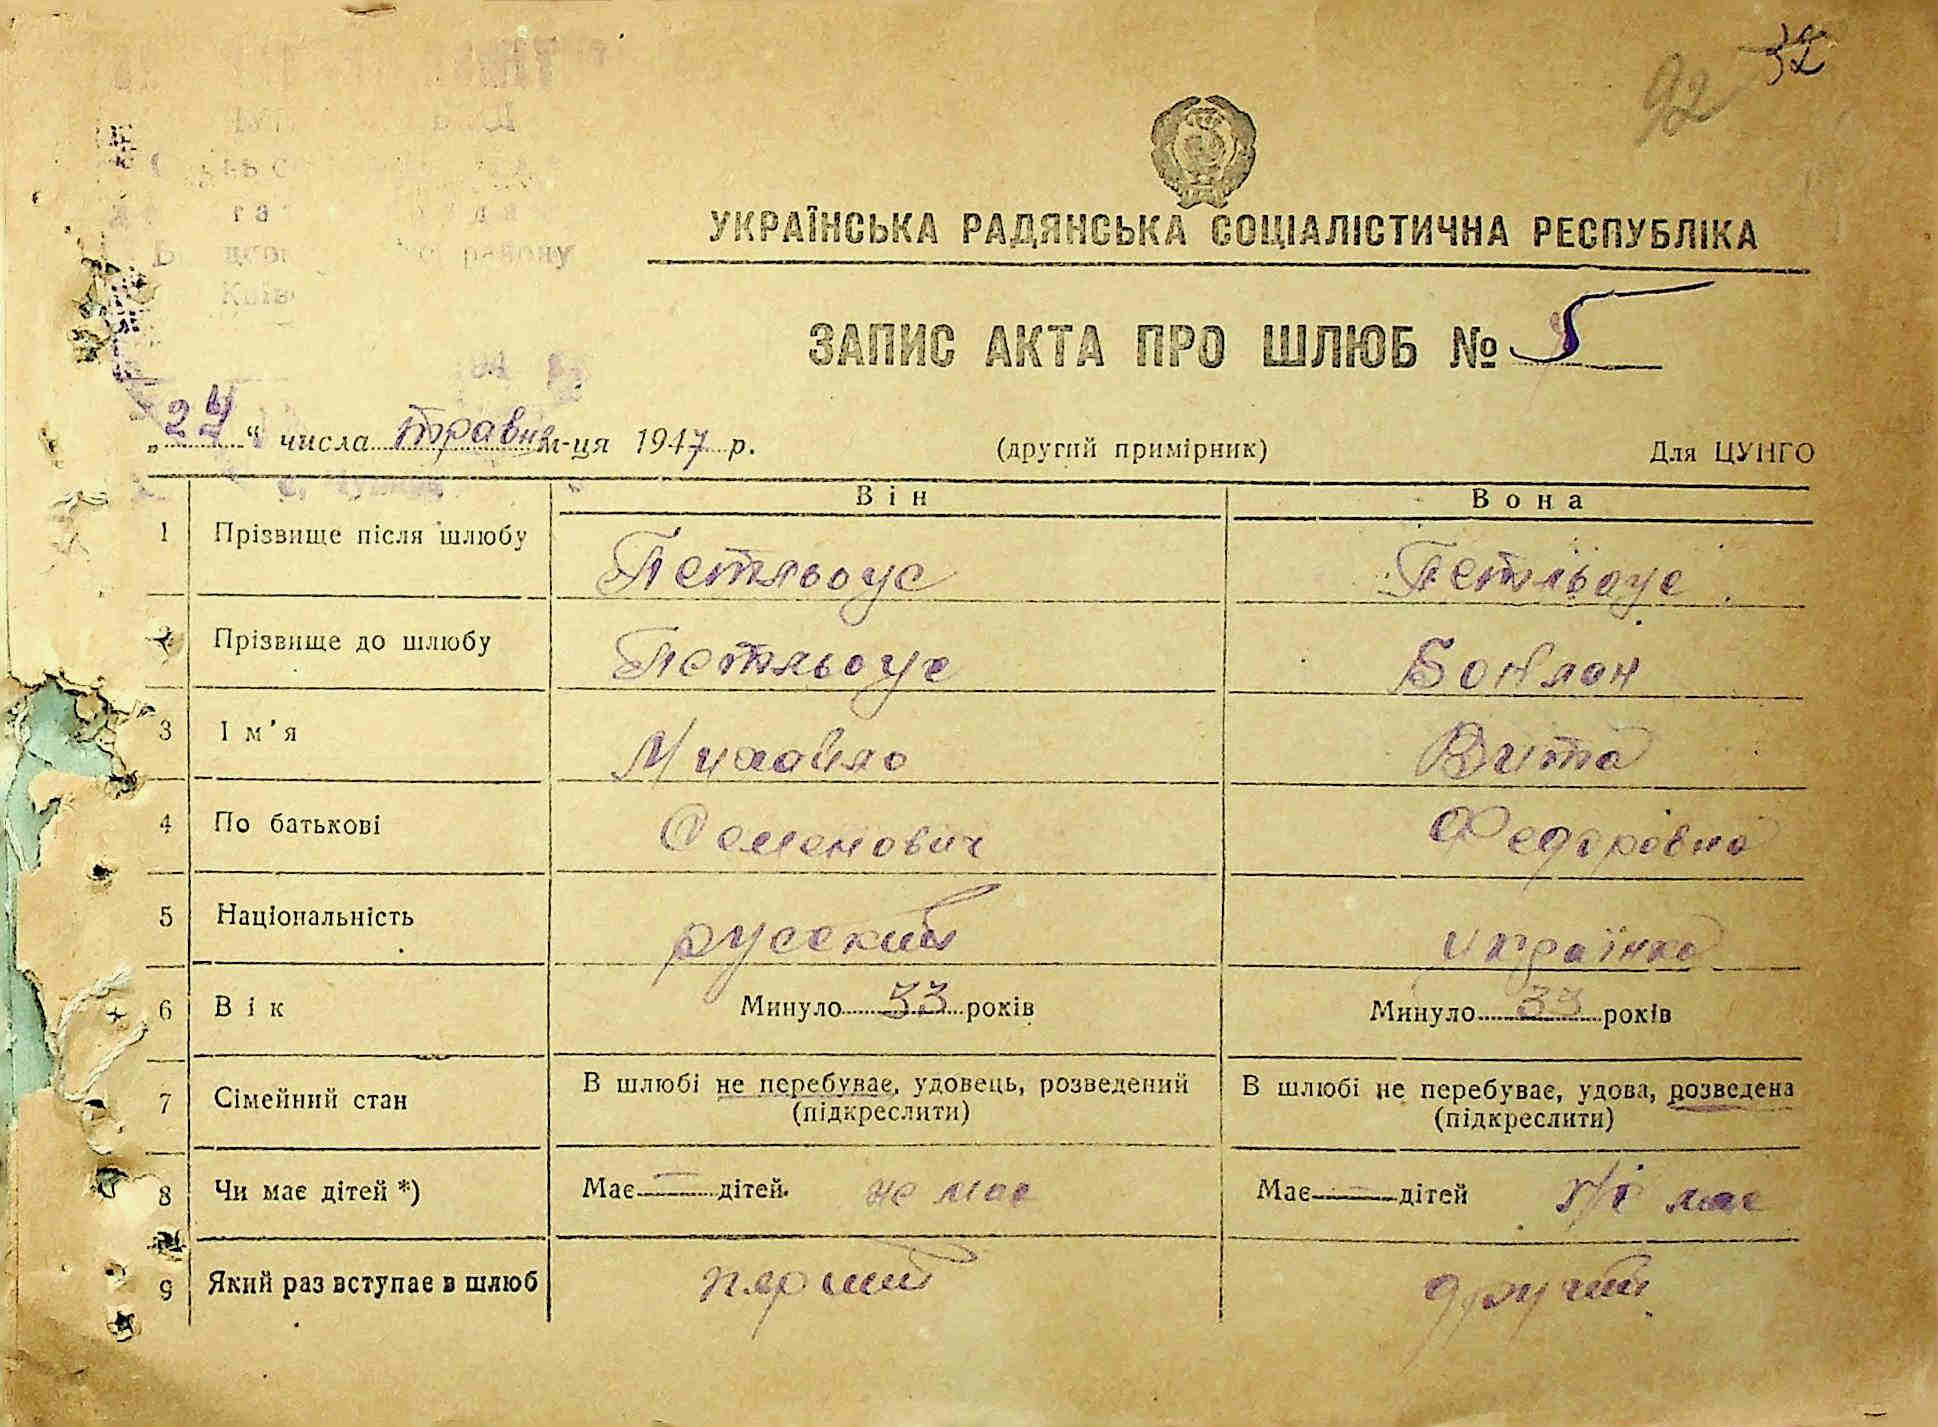 92 32
УКРАЇНСЬКА РАДЯНСЬКА СОЦІАЛІСТИЧНА РЕСПУБЛІКА
району
ЗАПИС АКТА ПРО ШЛЮБ № 5
„24“ числа травня м-ця 1947 р. (другий примірник) Для ЦУНГО
Він Вона
1 Прізвище після шлюбу Петльоус Петльоус
2 Прізвище до шлюбу Петльоус
3 Ім'я Михайло Вита
4 По батькові Семенович Федоровна
5 Національність русский українка
6 Вік Минуло 33 років Минуло 33 років
7 Сімейний стан В шлюбі не перебуває, удовець, розведений В шлюбі не перебуває, удова, розведена
(підкреслити) (підкреслити)
8 Чи має дітей *) Має — дітей. не має Має — дітей має
9 Який раз вступає в шлюб перший другий